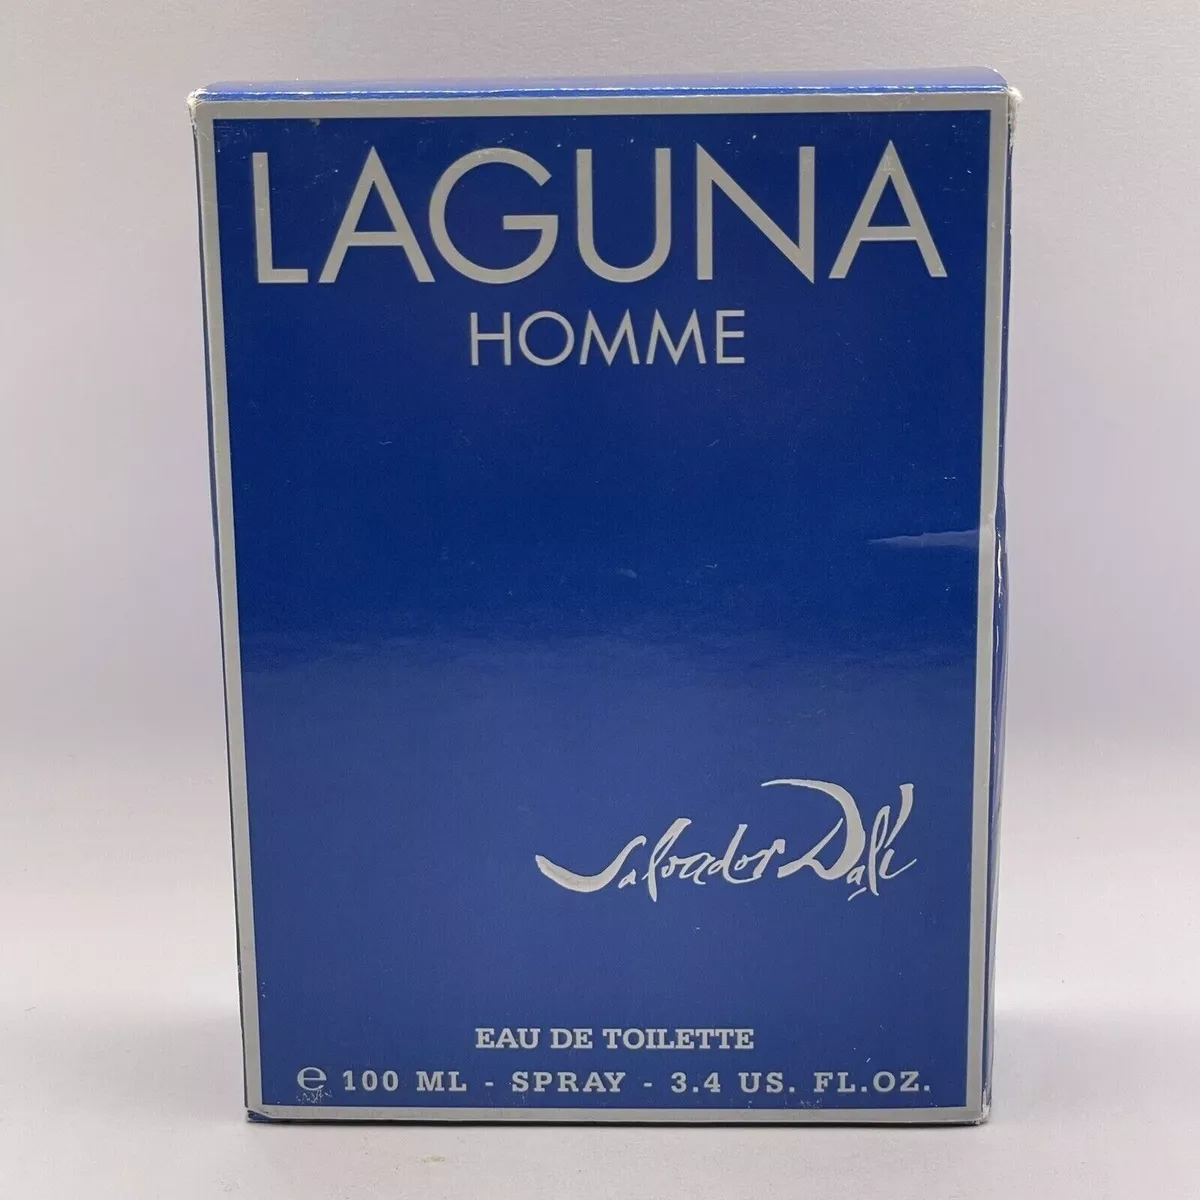 LAGUNA
HOMME
Salvador Dalí
EAU DE TOILETTE
℮ 100 ML - SPRAY - 3.4 US. FL.OZ.